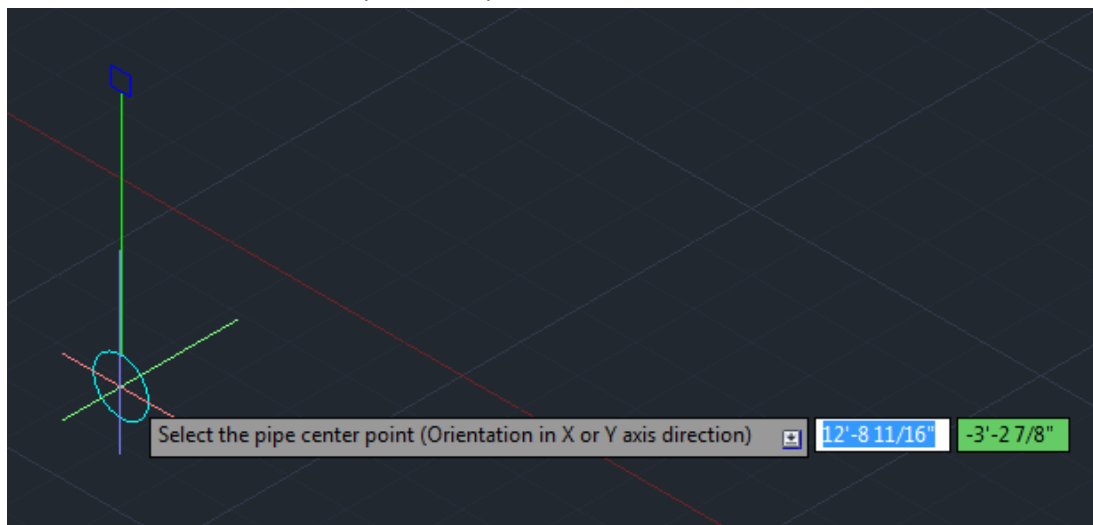 Select the pipe center point (Orientation in X or Y axis direction) 12'-8 11/16" -3'-2 7/8"